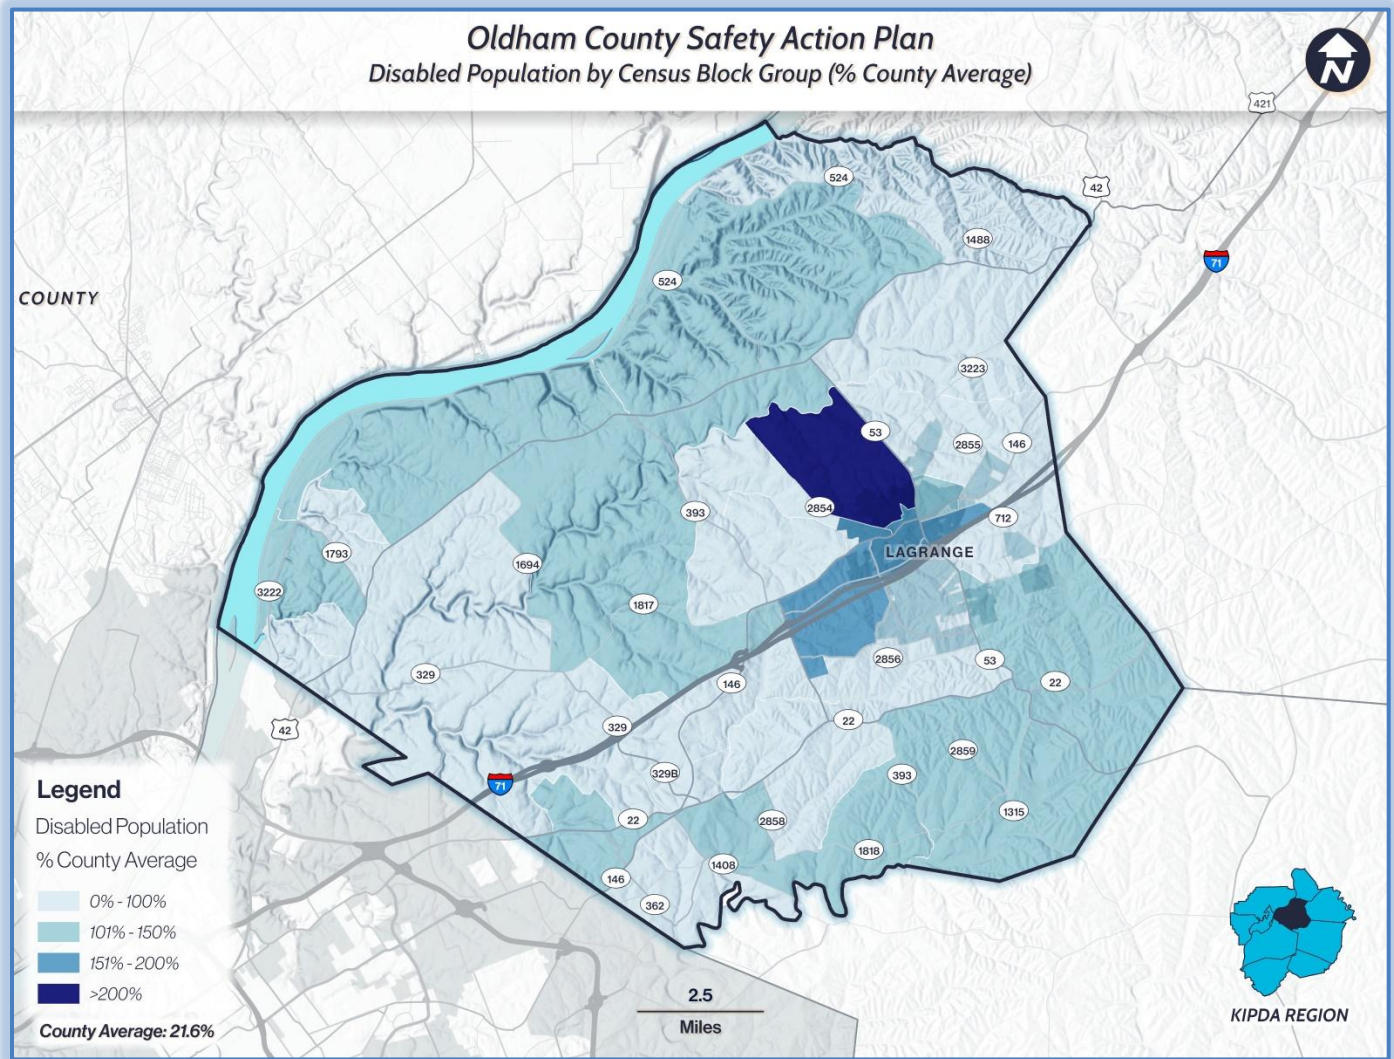 Oldham County Safety Action Plan
Disabled Population by Census Block Group (% County Average)
N
421
42
524
1488
71
524
COUNTY
3223
53
2855
146
393
2854
712
LAGRANGE
1793
1694
3222
1817
2856
53
329
146
22
22
42
329
2859
329B
393
71
1315
22
2858
1818
1408
146
362
Legend
Disabled Population
% County Average
0% - 100%
101% - 150%
151% - 200%
>200%
County Average: 21.6%
2.5
Miles
KIPDA REGION